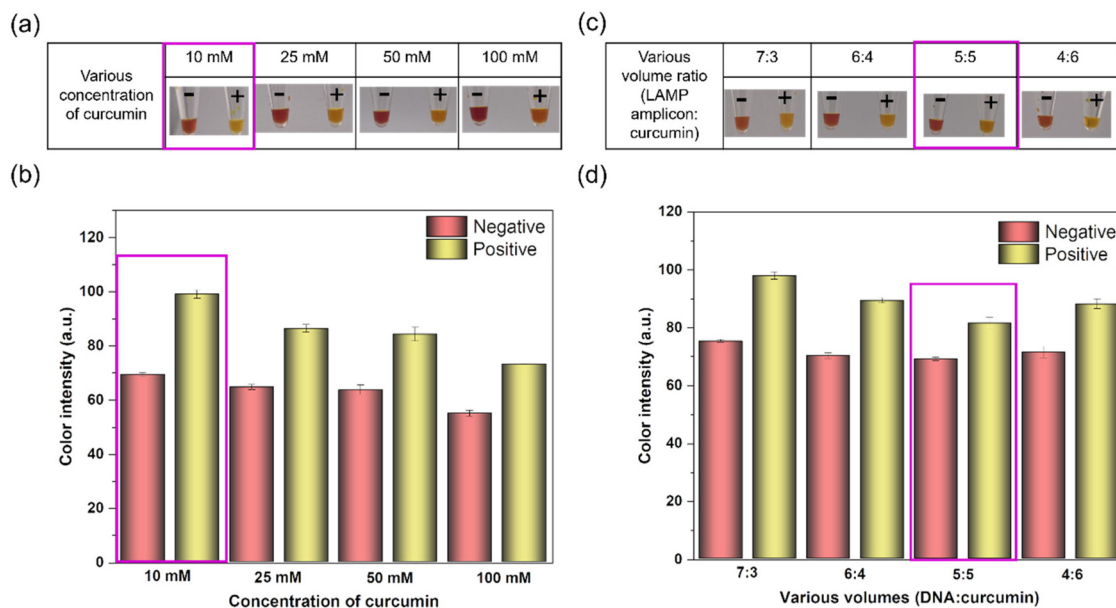 (a)
Various
concentration
of curcumin
10 mM 25 mM 50 mM 100 mM
- + - + - + - +
(b)
Color intensity (a.u.)
120
100
80
60
40
20
0
Negative
Positive
10 mM 25 mM 50 mM 100 mM
Concentration of curcumin
(c)
Various
volume ratio
(LAMP
amplicon:
curcumin)
7:3 6:4 5:5 4:6
- + - + - + - +
(d)
Color intensity (a.u.)
120
100
80
60
40
20
0
Negative
Positive
7:3 6:4 5:5 4:6
Various volumes (DNA:curcumin)